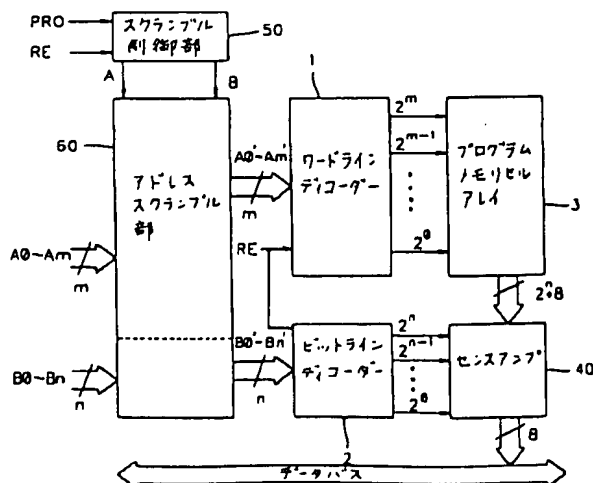 PRO
RE
スクランブル
制御部
50
A
B
60
アドレス
スクランブル
部
A0~Am
m
B0~Bn
n
A0'~Am'
m
B0'~Bn'
n
1
ワードライン
ディコーダー
RE
2^m
2^m-1
2^0
プログラム
メモリセル
アレイ
3
2^n*8
ビットライン
ディコーダー
2
2^n
2^n-1
2^0
センスアンプ
40
8
データバス